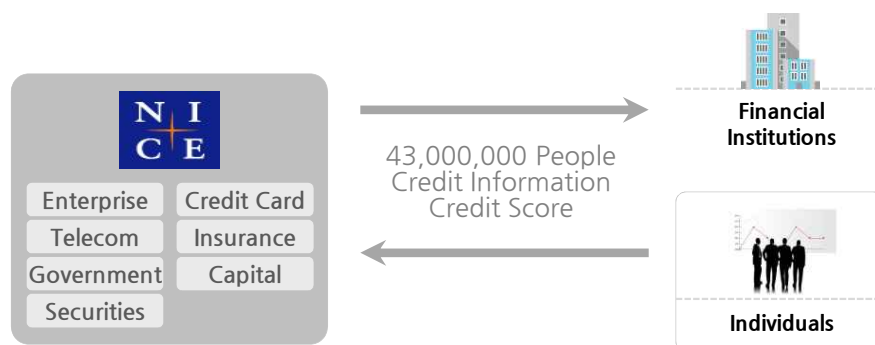 N I
C E
Enterprise
Credit Card
Telecom
Insurance
Government
Capital
Securities
43,000,000 People
Credit Information
Credit Score
Financial
Institutions
Individuals